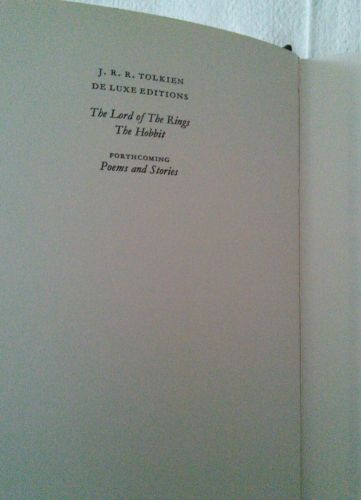 J. R. R. TOLKIEN
DE LUXE EDITIONS
The Lord of The Rings
The Hobbit
FORTHCOMING
Poems and Stories